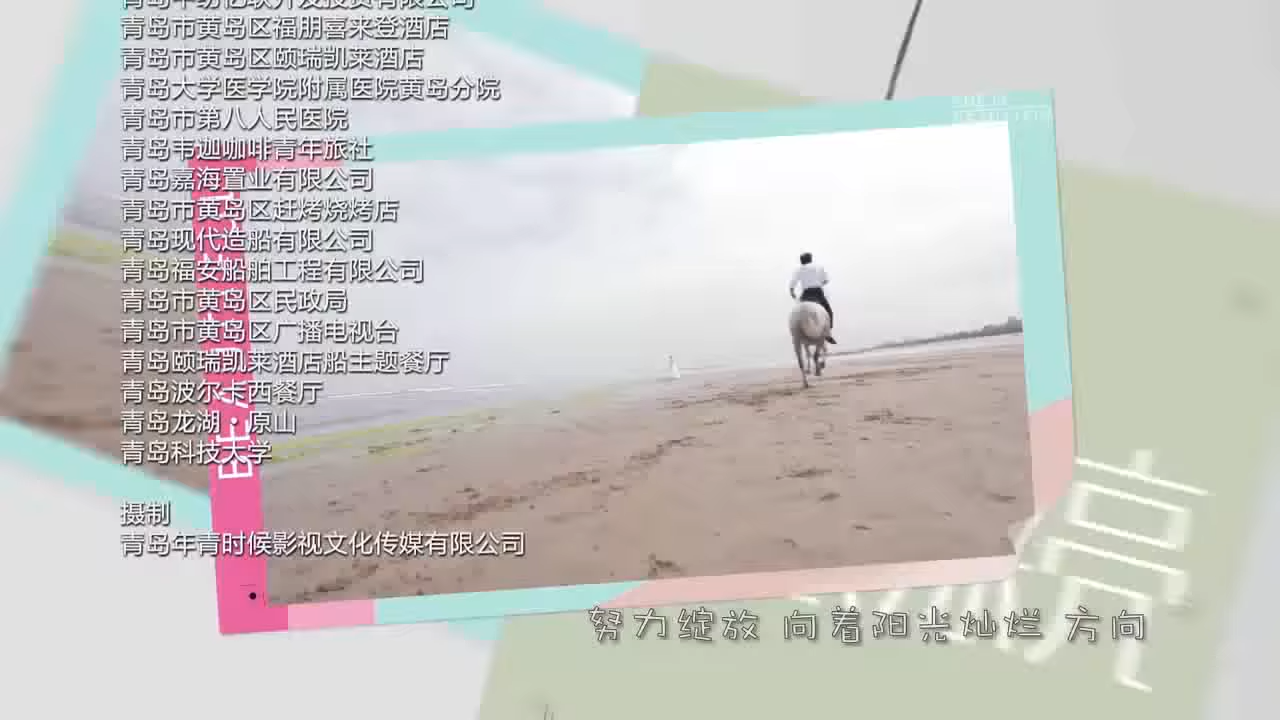 青岛市黄岛区福朋喜来登酒店
青岛市黄岛区颐瑞凯莱酒店
青岛大学医学院附属医院黄岛分院
青岛市第八人民医院
青岛韦迦咖啡青年旅社
青岛嘉海置业有限公司
青岛市黄岛区赶烤烧烤店
青岛现代造船有限公司
青岛福安船舶工程有限公司
青岛市黄岛区民政局
青岛市黄岛区广播电视台
青岛颐瑞凯莱酒店船主题餐厅
青岛波尔卡西餐厅
青岛龙湖·原山
青岛科技大学
摄制
青岛年青时候影视文化传媒有限公司
努力绽放 向着阳光灿烂 方向
亮